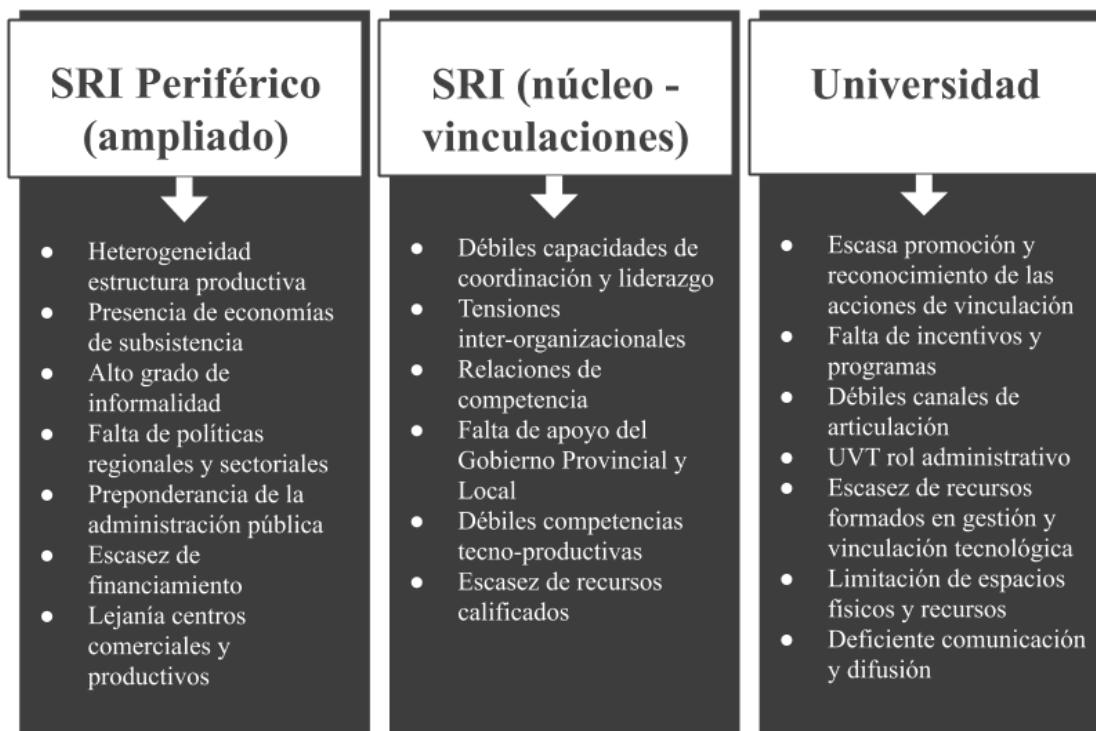 SRI Periférico
(ampliado)
● Heterogeneidad
estructura productiva
● Presencia de economías
de subsistencia
● Alto grado de
informalidad
● Falta de políticas
regionales y sectoriales
● Preponderancia de la
administración pública
● Escasez de
financiamiento
● Lejanía centros
comerciales y
productivos
SRI (núcleo -
vinculaciones)
● Débiles capacidades de
coordinación y liderazgo
● Tensiones
inter-organizacionales
● Relaciones de
competencia
● Falta de apoyo del
Gobierno Provincial y
Local
● Débiles competencias
tecno-productivas
● Escasez de recursos
calificados
Universidad
● Escasa promoción y
reconocimiento de las
acciones de vinculación
● Falta de incentivos y
programas
● Débiles canales de
articulación
● UVT rol administrativo
● Escasez de recursos
formados en gestión y
vinculación tecnológica
● Limitación de espacios
físicos y recursos
● Deficiente comunicación
y difusión